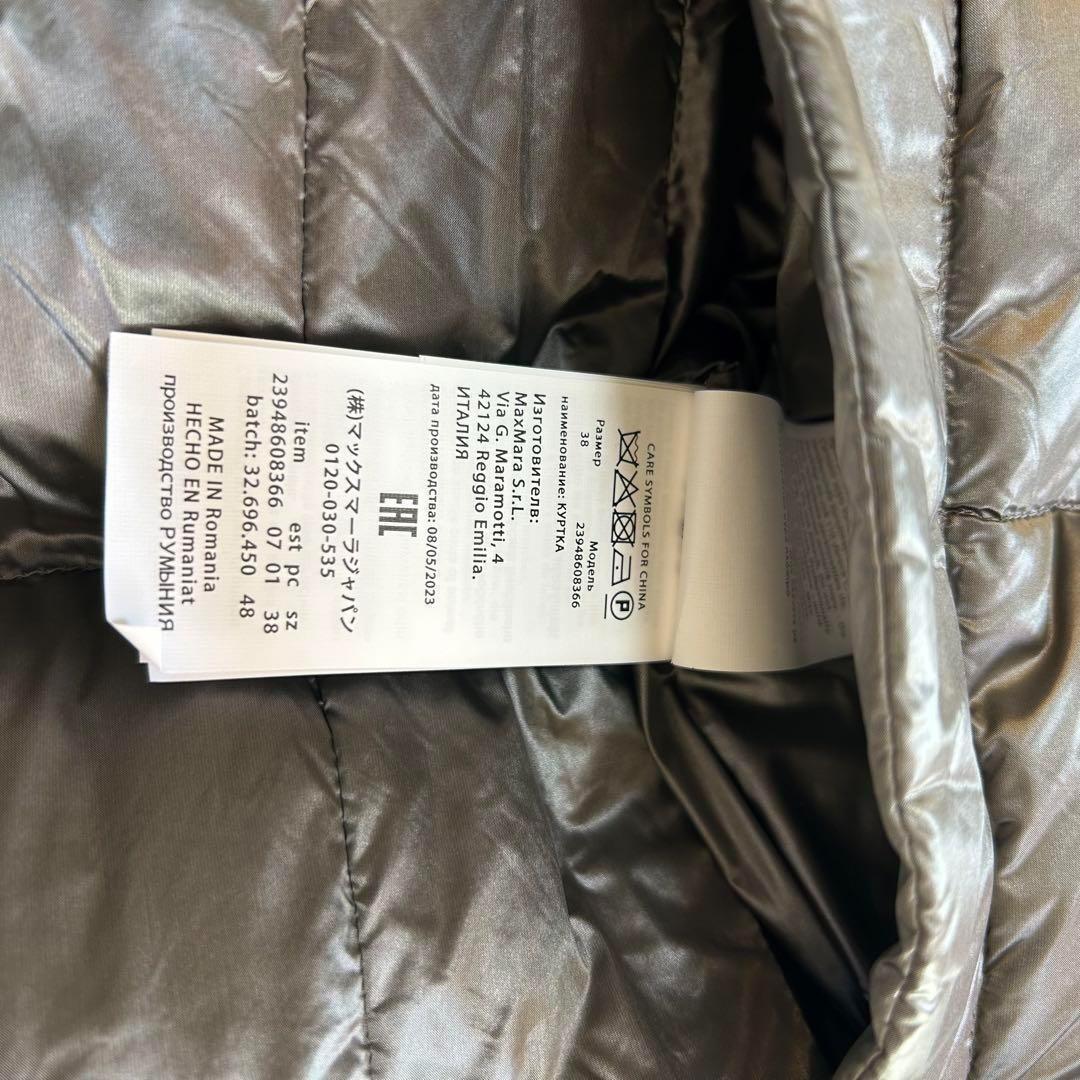 CARE SYMBOLS FOR CHINA
P
Размер Модель
38 23948608366
наименование: КУРТКА
Изготовителв:
MaxMara S.r.L.
Via G. Maramotti, 4
42124 Reggio Emilia.
ИТАЛИЯ
дата производства: 08/05/2023
EAC
(株)マックスマーラジャパン
0120-030-535
item est pc sz
23948608366 07 01 38
batch: 32.696.450 48
MADE IN Romania
HECHO EN Rumaniat
производство РУМЫНИЯ